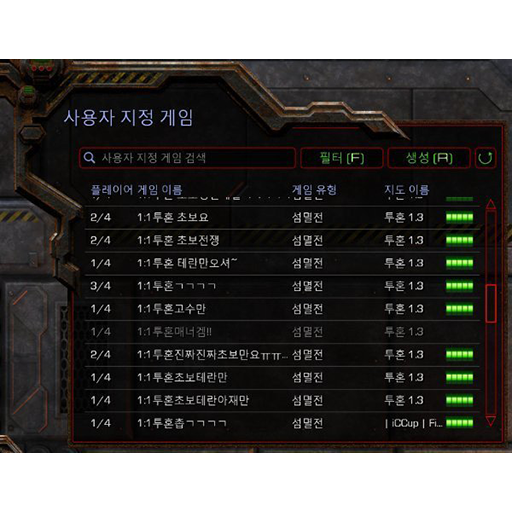 사용자 지정 게임
사용자 지정 게임 검색 필터 (F) 생성 (R)
플레이어 게임 이름 게임 유형 지도 이름
2/4 1:1투혼 초보요 섬멸전 투혼 1.3
2/4 1:1투혼 초보전쟁 섬멸전 투혼 1.3
1/4 1:1투혼 테란만오셔~ 섬멸전 투혼 1.3
3/4 1:1투혼ㄱㄱㄱㄱ 섬멸전 투혼 1.3
1/4 1:1투혼고수만 섬멸전 투혼 1.3
1/4 1:1투혼매너겜!! 섬멸전 투혼 1.3
2/4 1:1투혼진짜진짜초보만요ㅠㅠ... 섬멸전 투혼 1.3
1/4 1:1투혼초보테란만 섬멸전 투혼 1.3
1/4 1:1투혼초보테란아재만 섬멸전 투혼 1.3
1/4 1:1투혼촙ㄱㄱㄱㄱ 섬멸전 | iCCup | Fi...